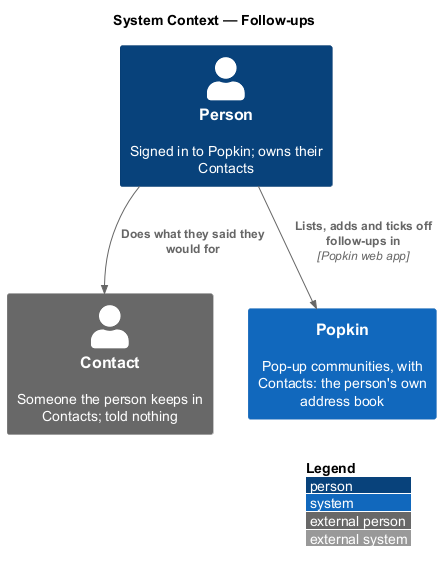 System Context — Follow-ups
Person
Signed in to Popkin; owns their
Contacts
Does what they said they
would for
Lists, adds and ticks off
follow-ups in
[Popkin web app]
Contact
Someone the person keeps in
Contacts; told nothing
Popkin
Pop-up communities, with
Contacts: the person's own
address book
Legend
person
system
external person
external system